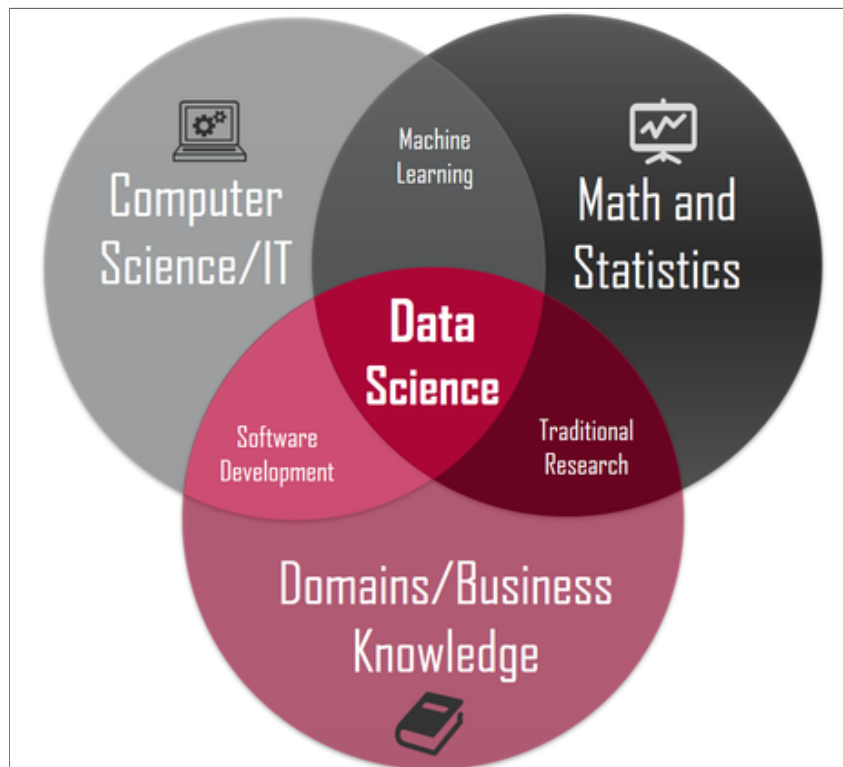 Machine
Learning
Computer
Science/IT
Math and
Statistics
Data
Science
Software
Development
Traditional
Research
Domains/Business
Knowledge